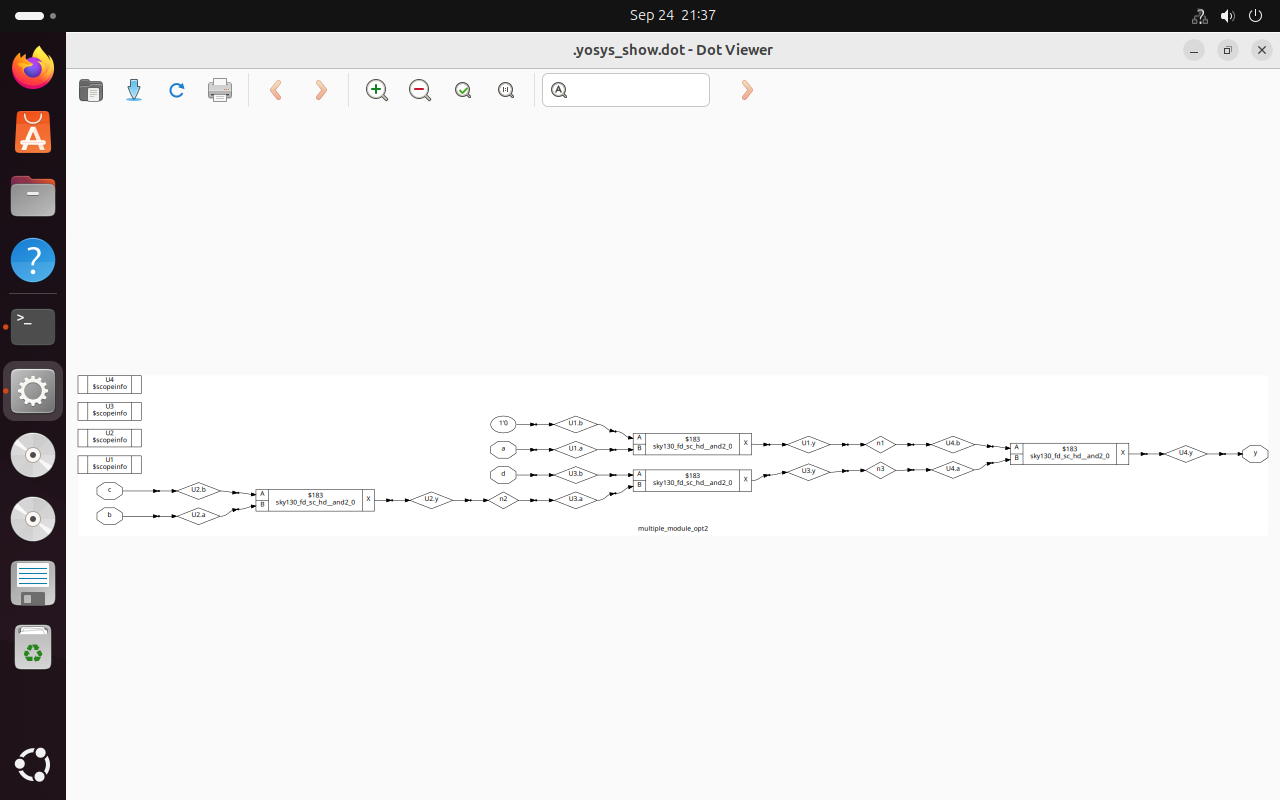 Sep 24 21:37
.yosys_show.dot - Dot Viewer
U4
$scopeinfo
U3
$scopeinfo
U2
$scopeinfo
U1
$scopeinfo
c
U2.b
b
U2.a
A
B
$183
sky130_fd_sc_hd__and2_0
X
U2.y
n2
1'0
U1.b
a
U1.a
d
U3.b
U3.a
A
B
$183
sky130_fd_sc_hd__and2_0
X
A
B
$183
sky130_fd_sc_hd__and2_0
X
U1.y
n1
U4.b
U3.y
n3
U4.a
A
B
$183
sky130_fd_sc_hd__and2_0
X
U4.y
y
multiple_module_opt2